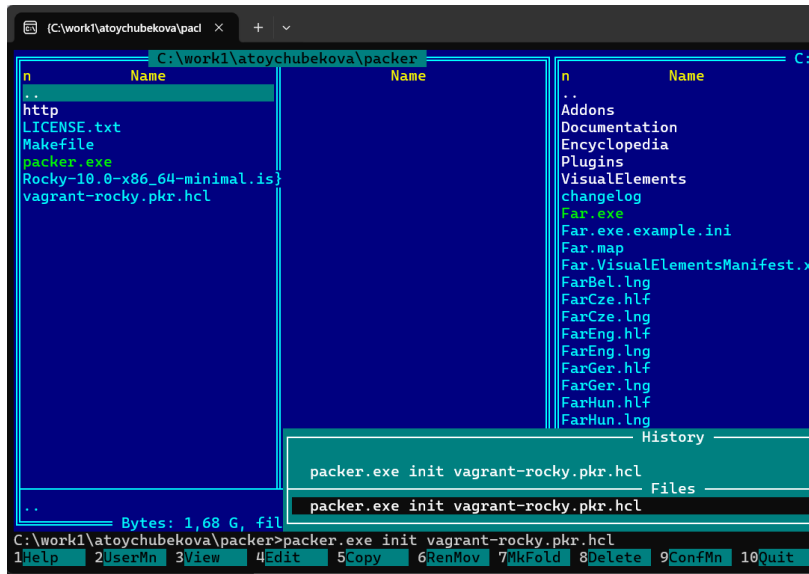 {C:\work1\atoychubekova\pacl
C:\work1\atoychubekova\packer
C:
n Name Name
n Name
..
http
LICENSE.txt
Makefile
packer.exe
Rocky-10.0-x86_64-minimal.is}
vagrant-rocky.pkr.hcl
..
Addons
Documentation
Encyclopedia
Plugins
VisualElements
changelog
Far.exe
Far.exe.example.ini
Far.map
Far.VisualElementsManifest.x
FarBel.lng
FarCze.hlf
FarCze.lng
FarEng.hlf
FarEng.lng
FarGer.hlf
FarGer.lng
FarHun.hlf
FarHun.lng
History
packer.exe init vagrant-rocky.pkr.hcl
Files
packer.exe init vagrant-rocky.pkr.hcl
..
Bytes: 1,68 G, fil
C:\work1\atoychubekova\packer>packer.exe init vagrant-rocky.pkr.hcl
1Help 2UserMn 3View 4Edit 5Copy 6RenMov 7MkFold 8Delete 9ConfMn 10Quit